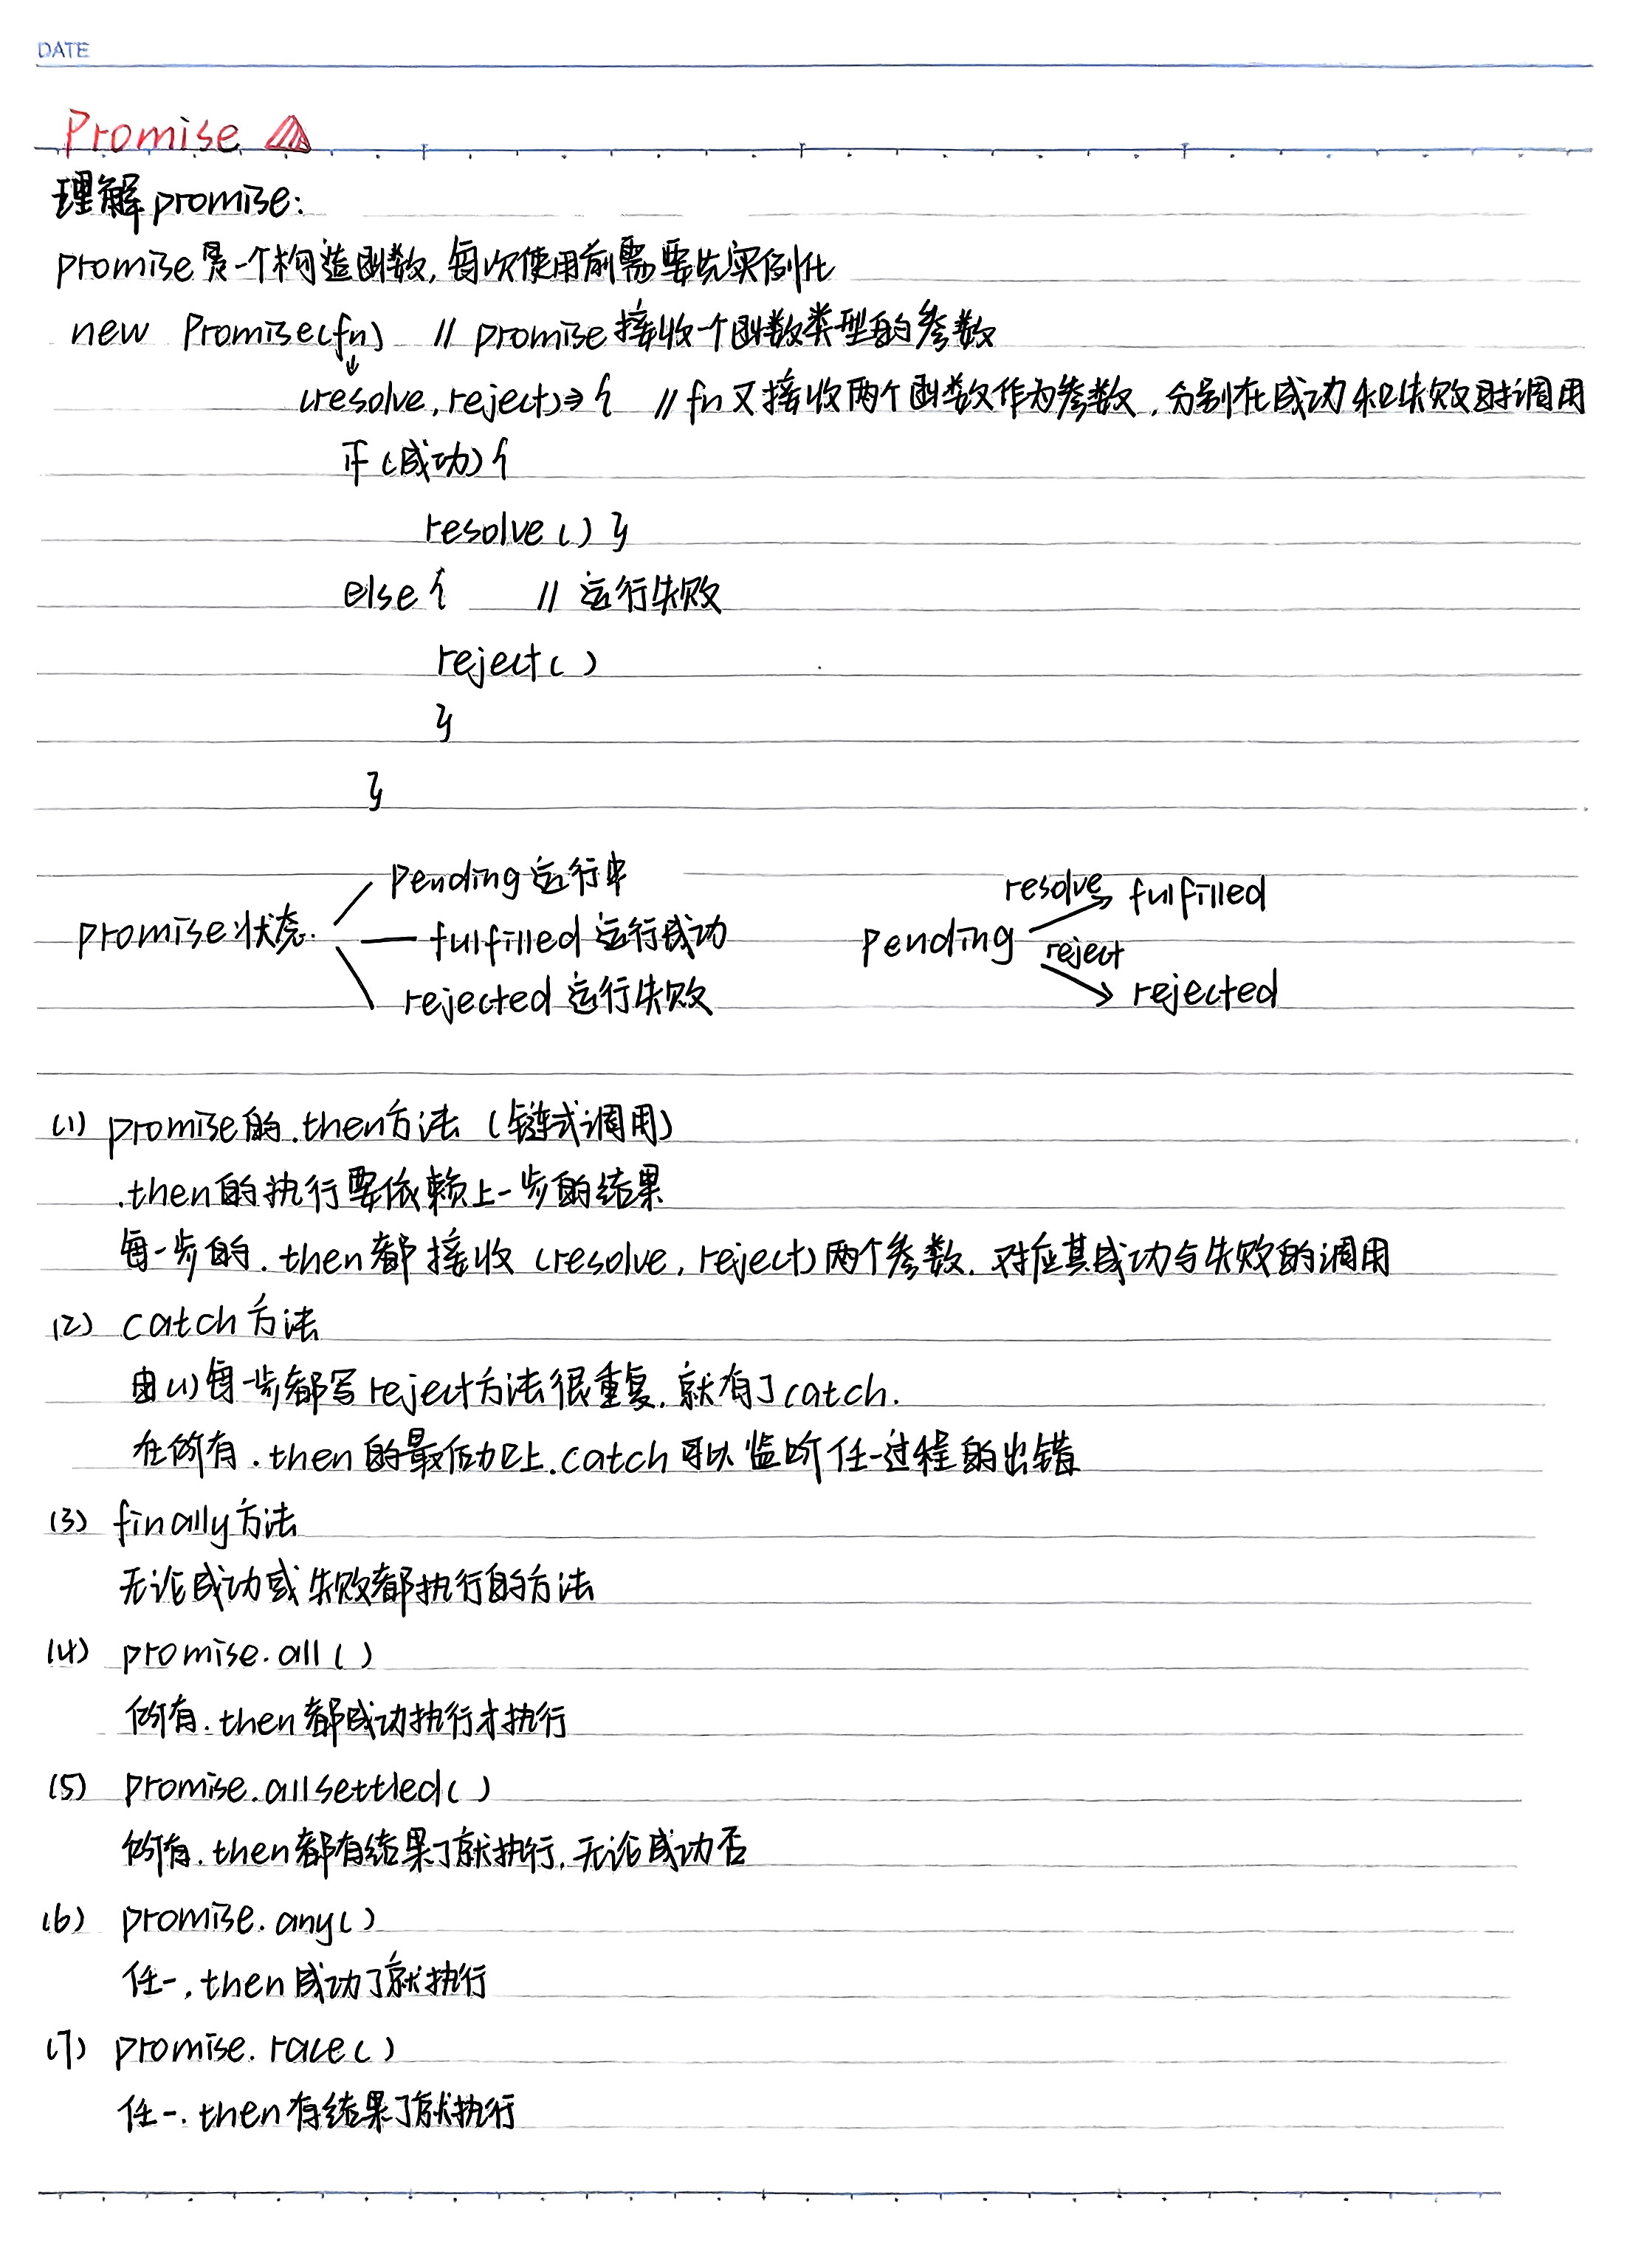 DATE
Promise
理解promise:
promise是一个构造函数,每次使用前需要先实例化
new Promise(fn) // promise接收一个函数类型的参数
(resolve,reject)⇒{ // fn又接收两个函数作为参数,分别在成功和失败时调用
if (成功) {
resolve() }
else { // 运行失败
reject()
}
}
pending 运行中
promise状态. fulfilled 运行成功
rejected 运行失败
resolve fulfilled
pending reject
rejected
(1) promise的.then方法 (链式调用)
.then的执行要依赖上一步的结果
每一步的.then都接收 (resolve,reject)两个参数,对应其成功与失败的调用
(2) catch方法
由(1)每一步都写reject方法很重复,就有了catch.
在所有.then的最后加上.catch可以监听任一过程的出错
(3) finally方法
无论成功或失败都执行的方法
(4) promise.all()
所有.then都成功执行才执行
(5) promise.allsettled()
所有.then都有结果了就执行,无论成功否
(6) promise.any()
任一.then成功了就执行
(7) promise.race()
任一.then有结果了就执行